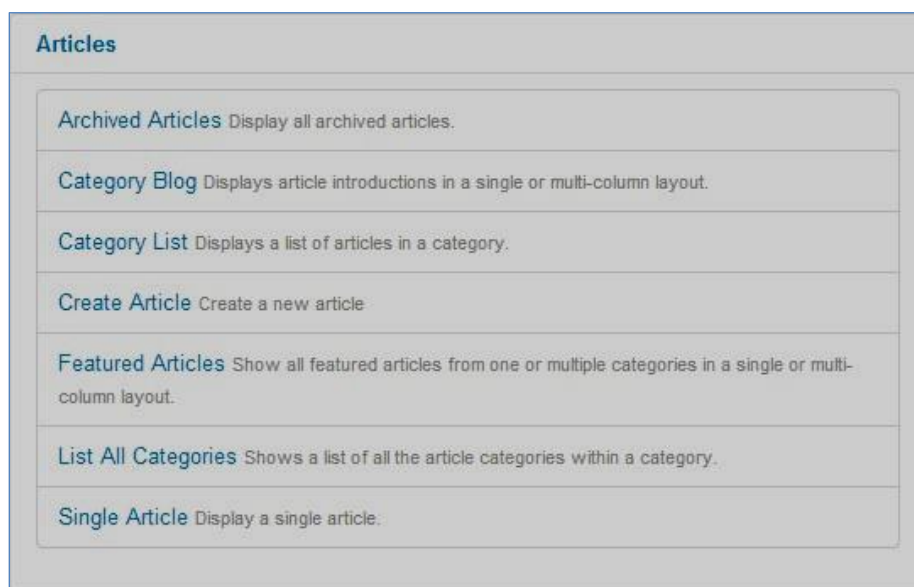 Articles
Archived Articles Display all archived articles.
Category Blog Displays article introductions in a single or multi-column layout.
Category List Displays a list of articles in a category.
Create Article Create a new article
Featured Articles Show all featured articles from one or multiple categories in a single or multi-
column layout.
List All Categories Shows a list of all the article categories within a category.
Single Article Display a single article.